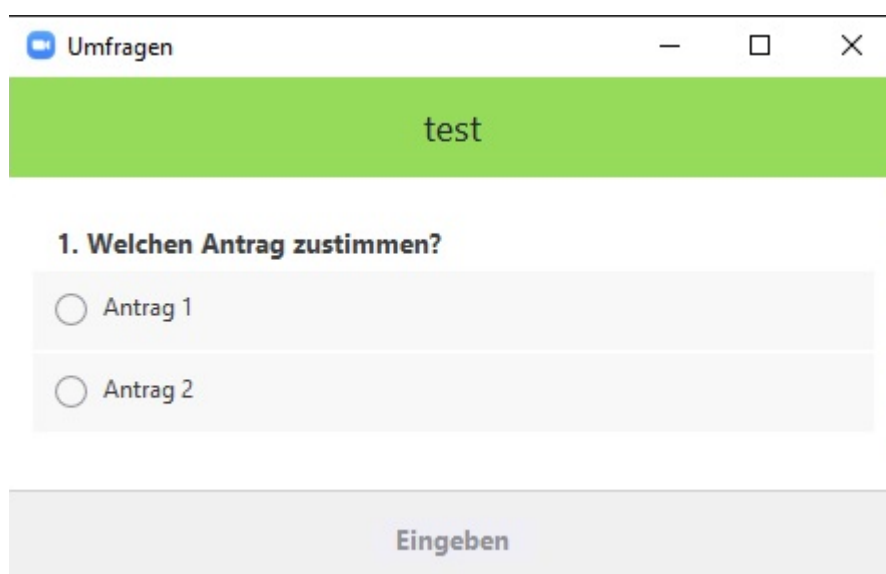 Umfragen
test
1. Welchen Antrag zustimmen?
Antrag 1
Antrag 2
Eingeben